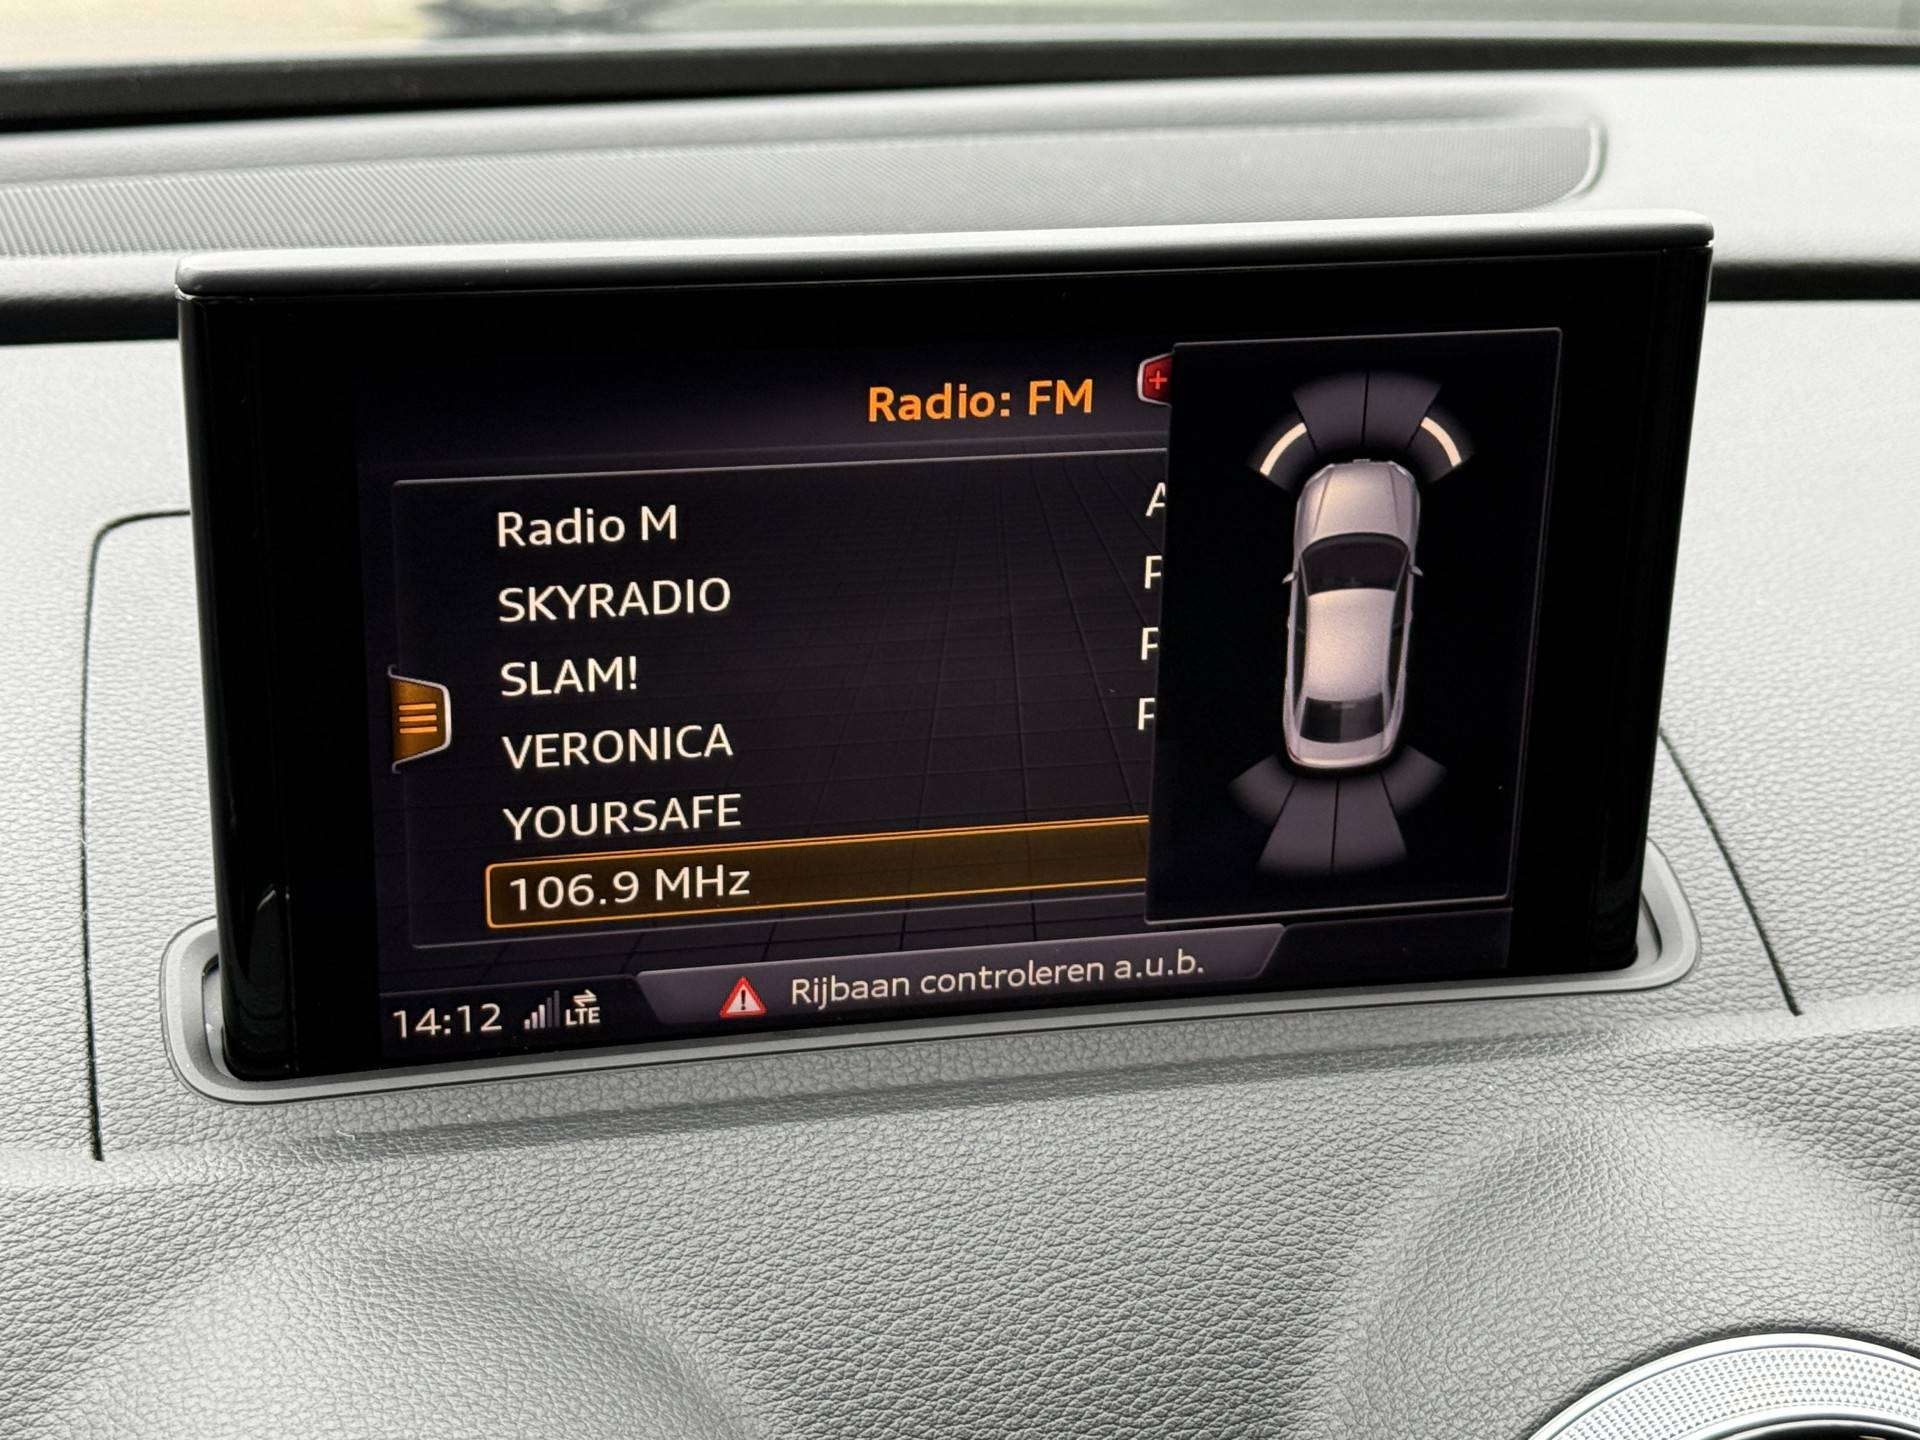 Radio: FM
Radio M
SKYRADIO
SLAM!
VERONICA
YOURSAFE
106.9 MHz
14:12 LTE
Rijbaan controleren a.u.b.